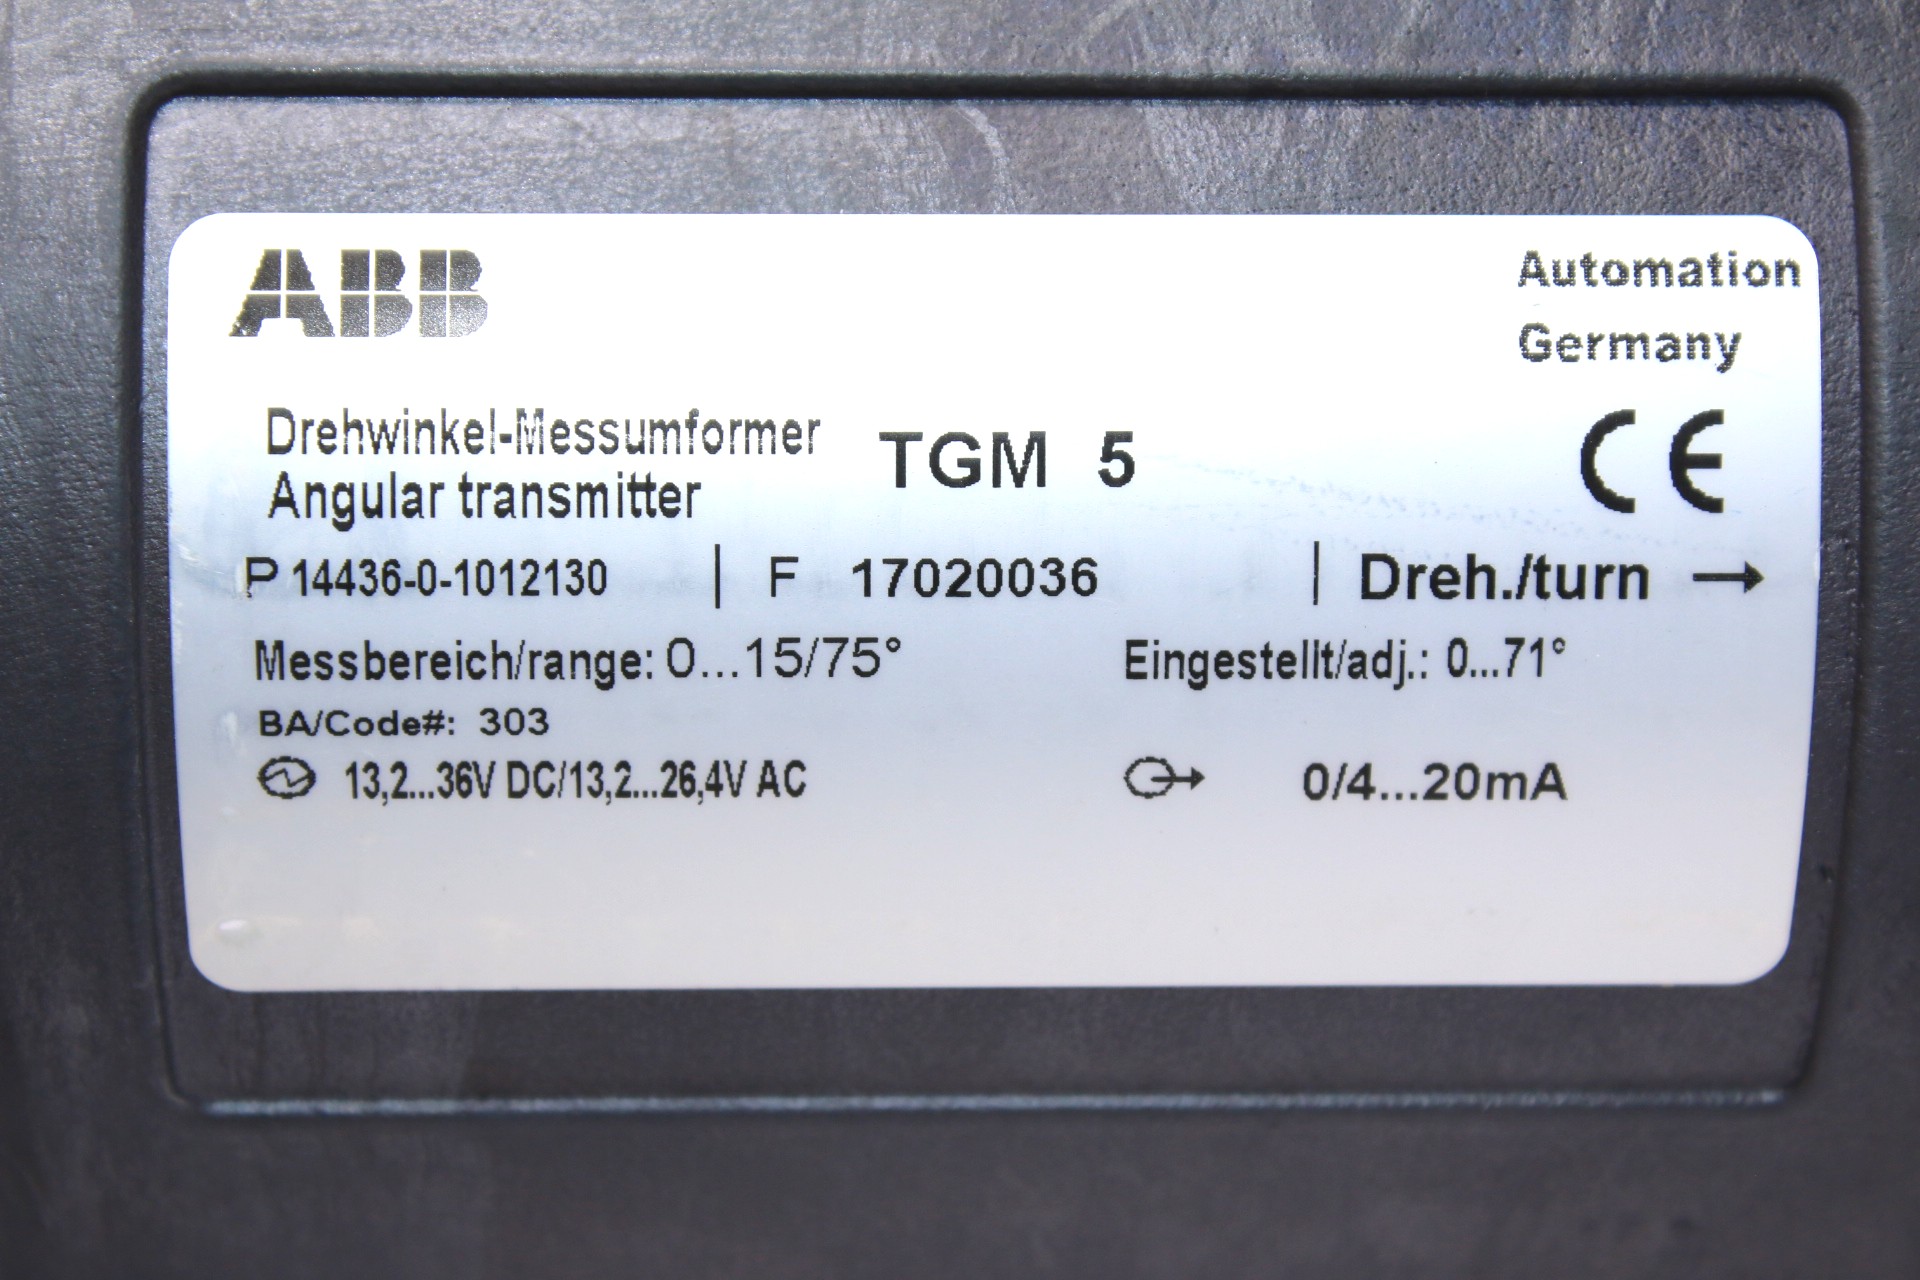 ABB
Automation
Germany
Drehwinkel-Messumformer
Angular transmitter
TGM 5
CE
P 14436-0-1012130 | F 17020036 | Dreh./turn →
Messbereich/range: 0...15/75° Eingestellt/adj.: 0...71°
BA/Code#: 303
13,2...36V DC/13,2...26,4V AC 0/4...20mA